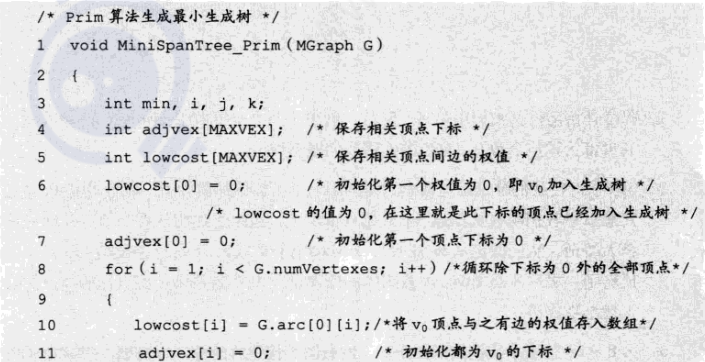 /* Prim 算法生成最小生成树 */
1 void MiniSpanTree_Prim(MGraph G)
2 {
3 int min, i, j, k;
4 int adjvex[MAXVEX]; /* 保存相关顶点下标 */
5 int lowcost[MAXVEX]; /* 保存相关顶点间边的权值 */
6 lowcost[0] = 0; /* 初始化第一个权值为 0，即 v₀加入生成树 */
/* lowcost 的值为 0，在这里就是此下标的顶点已经加入生成树 */
7 adjvex[0] = 0; /* 初始化第一个顶点下标为 0 */
8 for(i = 1; i < G.numVertexes; i++)/*循环除下标为 0 外的全部顶点*/
9 {
10 lowcost[i] = G.arc[0][i];/*将 v₀顶点与之有边的权值存入数组*/
11 adjvex[i] = 0; /* 初始化都为 v₀的下标 */